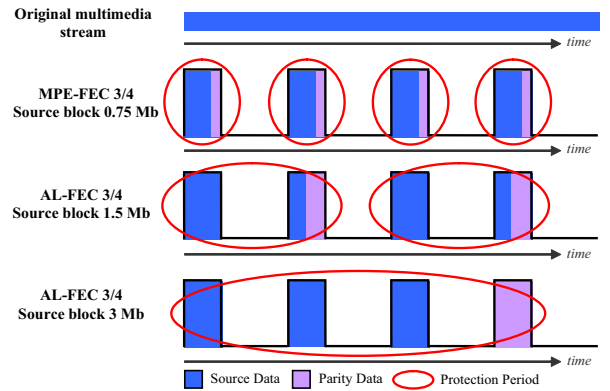 Original multimedia
stream
time
MPE-FEC 3/4
Source block 0.75 Mb
time
AL-FEC 3/4
Source block 1.5 Mb
time
AL-FEC 3/4
Source block 3 Mb
time
Source Data Parity Data Protection Period